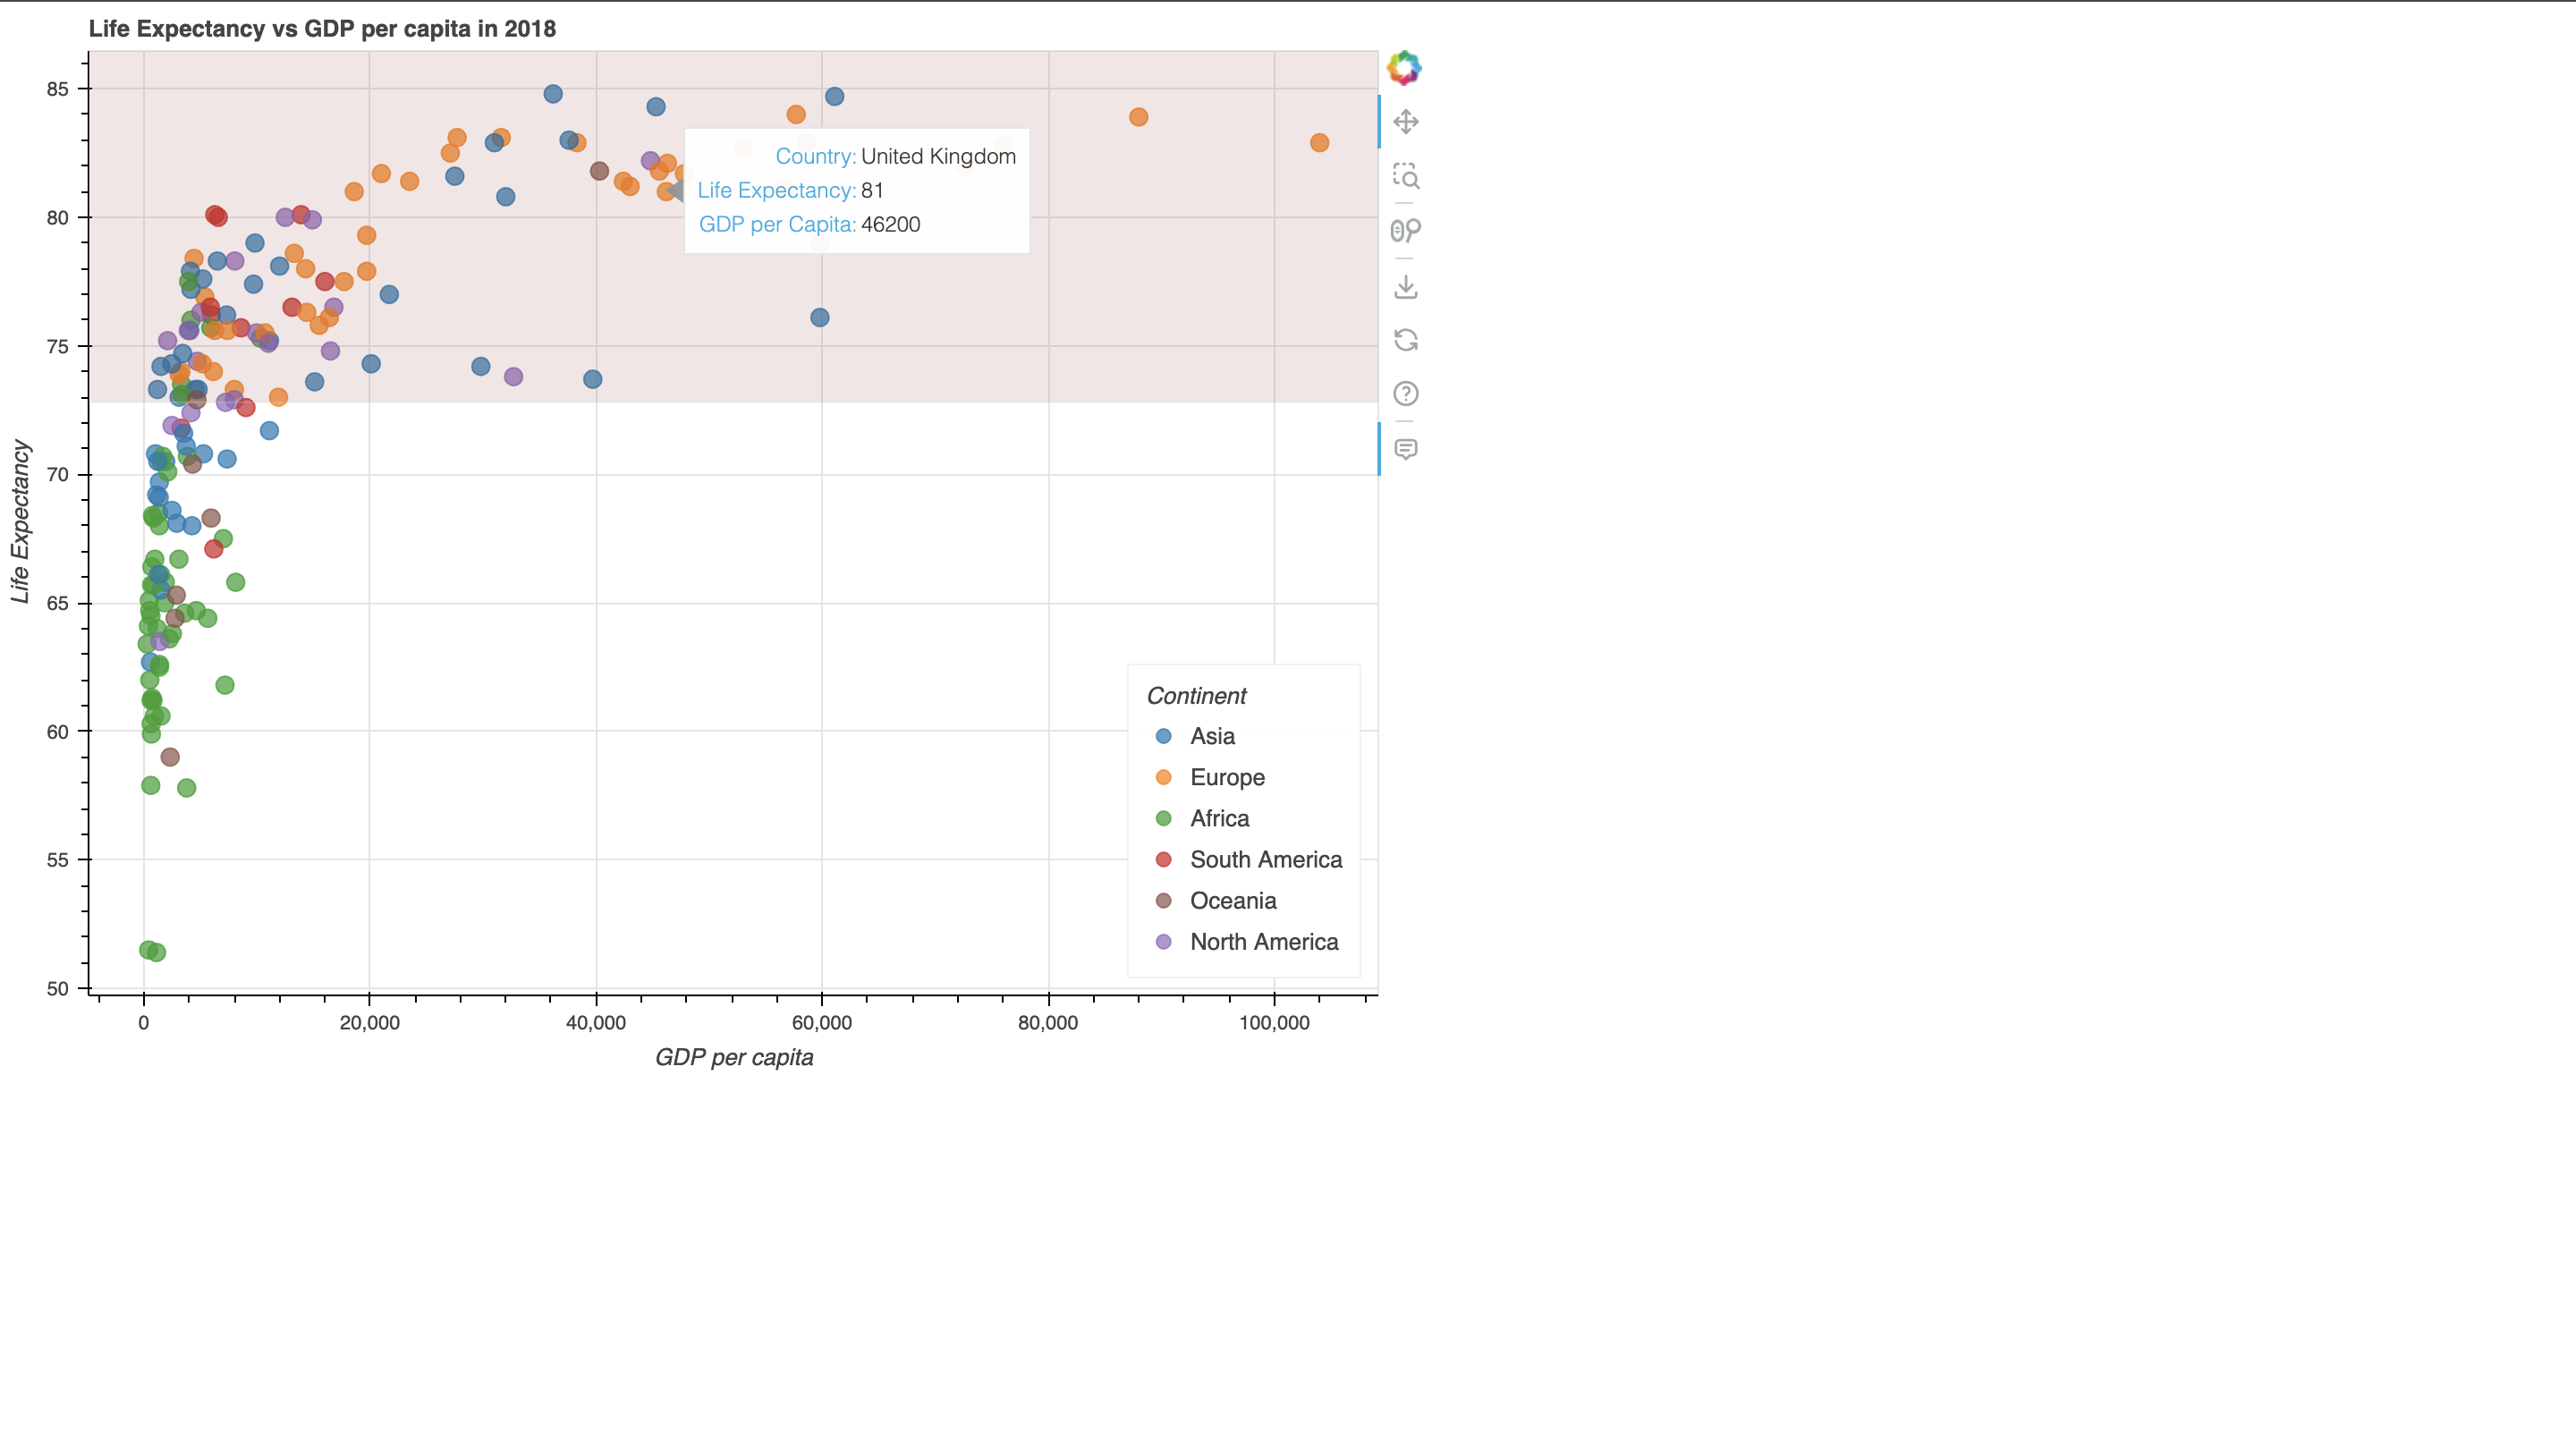 Life Expectancy vs GDP per capita in 2018
85
80
75
70
65
60
55
50
Life Expectancy
Country: United Kingdom
Life Expectancy: 81
GDP per Capita: 46200
Continent
Asia
Europe
Africa
South America
Oceania
North America
0 20,000 40,000 60,000 80,000 100,000
GDP per capita